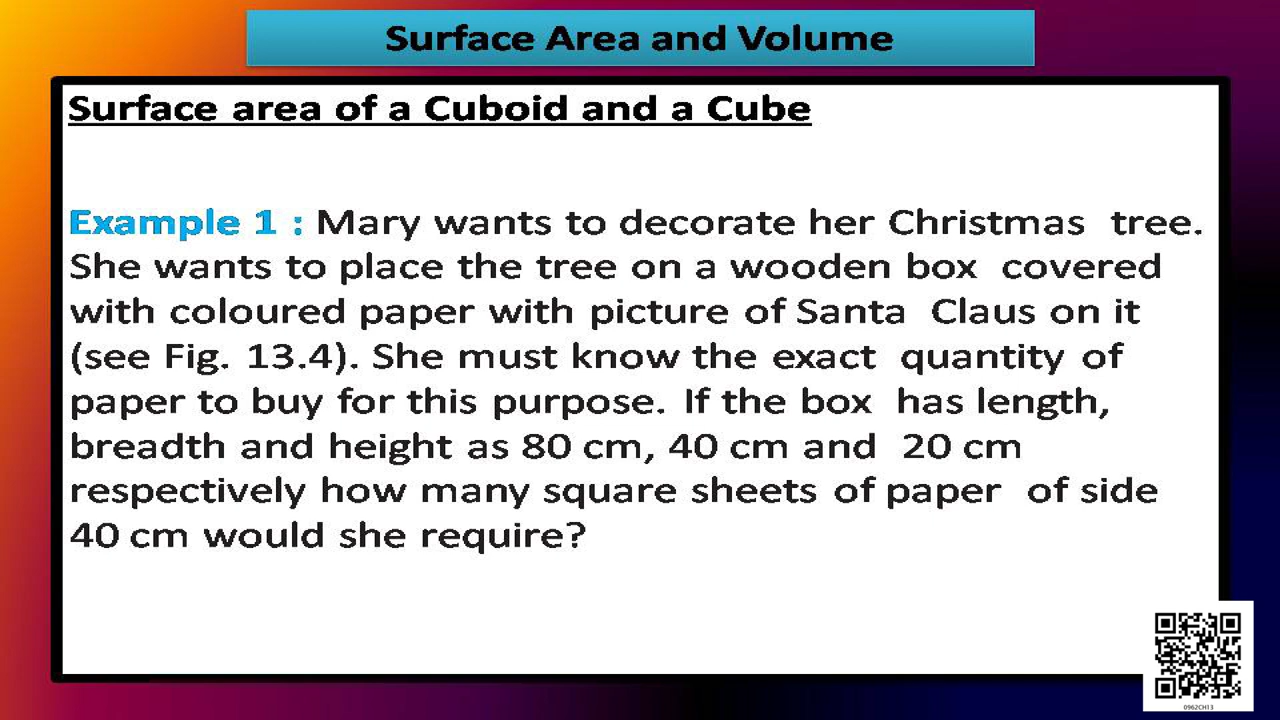 Surface Area and Volume
Surface area of a Cuboid and a Cube
Example 1 : Mary wants to decorate her Christmas tree.
She wants to place the tree on a wooden box covered
with coloured paper with picture of Santa Claus on it
(see Fig. 13.4). She must know the exact quantity of
paper to buy for this purpose. If the box has length,
breadth and height as 80 cm, 40 cm and 20 cm
respectively how many square sheets of paper of side
40 cm would she require?
0962CH13